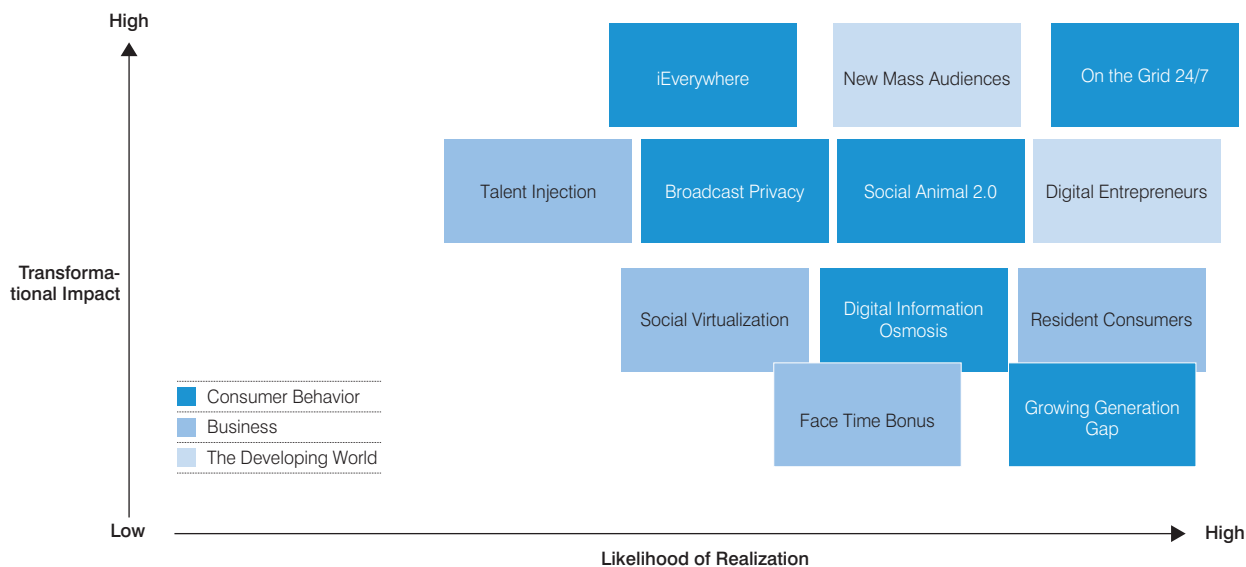 High
iEverywhere
New Mass Audiences
On the Grid 24/7
Talent Injection
Broadcast Privacy
Social Animal 2.0
Digital Entrepreneurs
Transforma-
tional Impact
Social Virtualization
Digital Information
Osmosis
Resident Consumers
Face Time Bonus
Growing Generation
Gap
Consumer Behavior
Business
The Developing World
Low
High
Likelihood of Realization